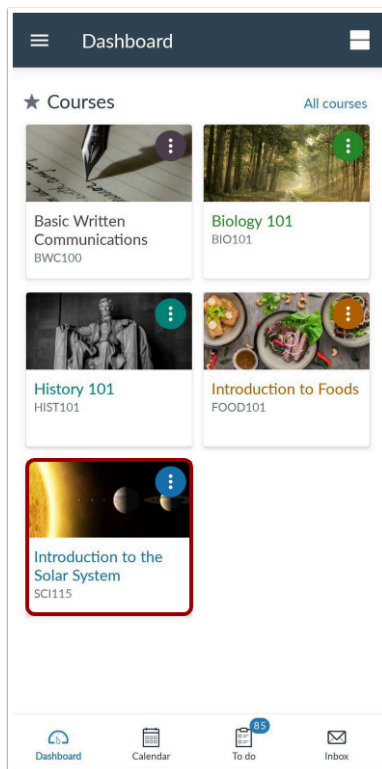 Dashboard
Courses
All courses
Basic Written
Communications
BWC100
Biology 101
BIO101
History 101
HIST101
Introduction to Foods
FOOD101
Introduction to the
Solar System
SCI115
85
Dashboard
Calendar
To do
Inbox